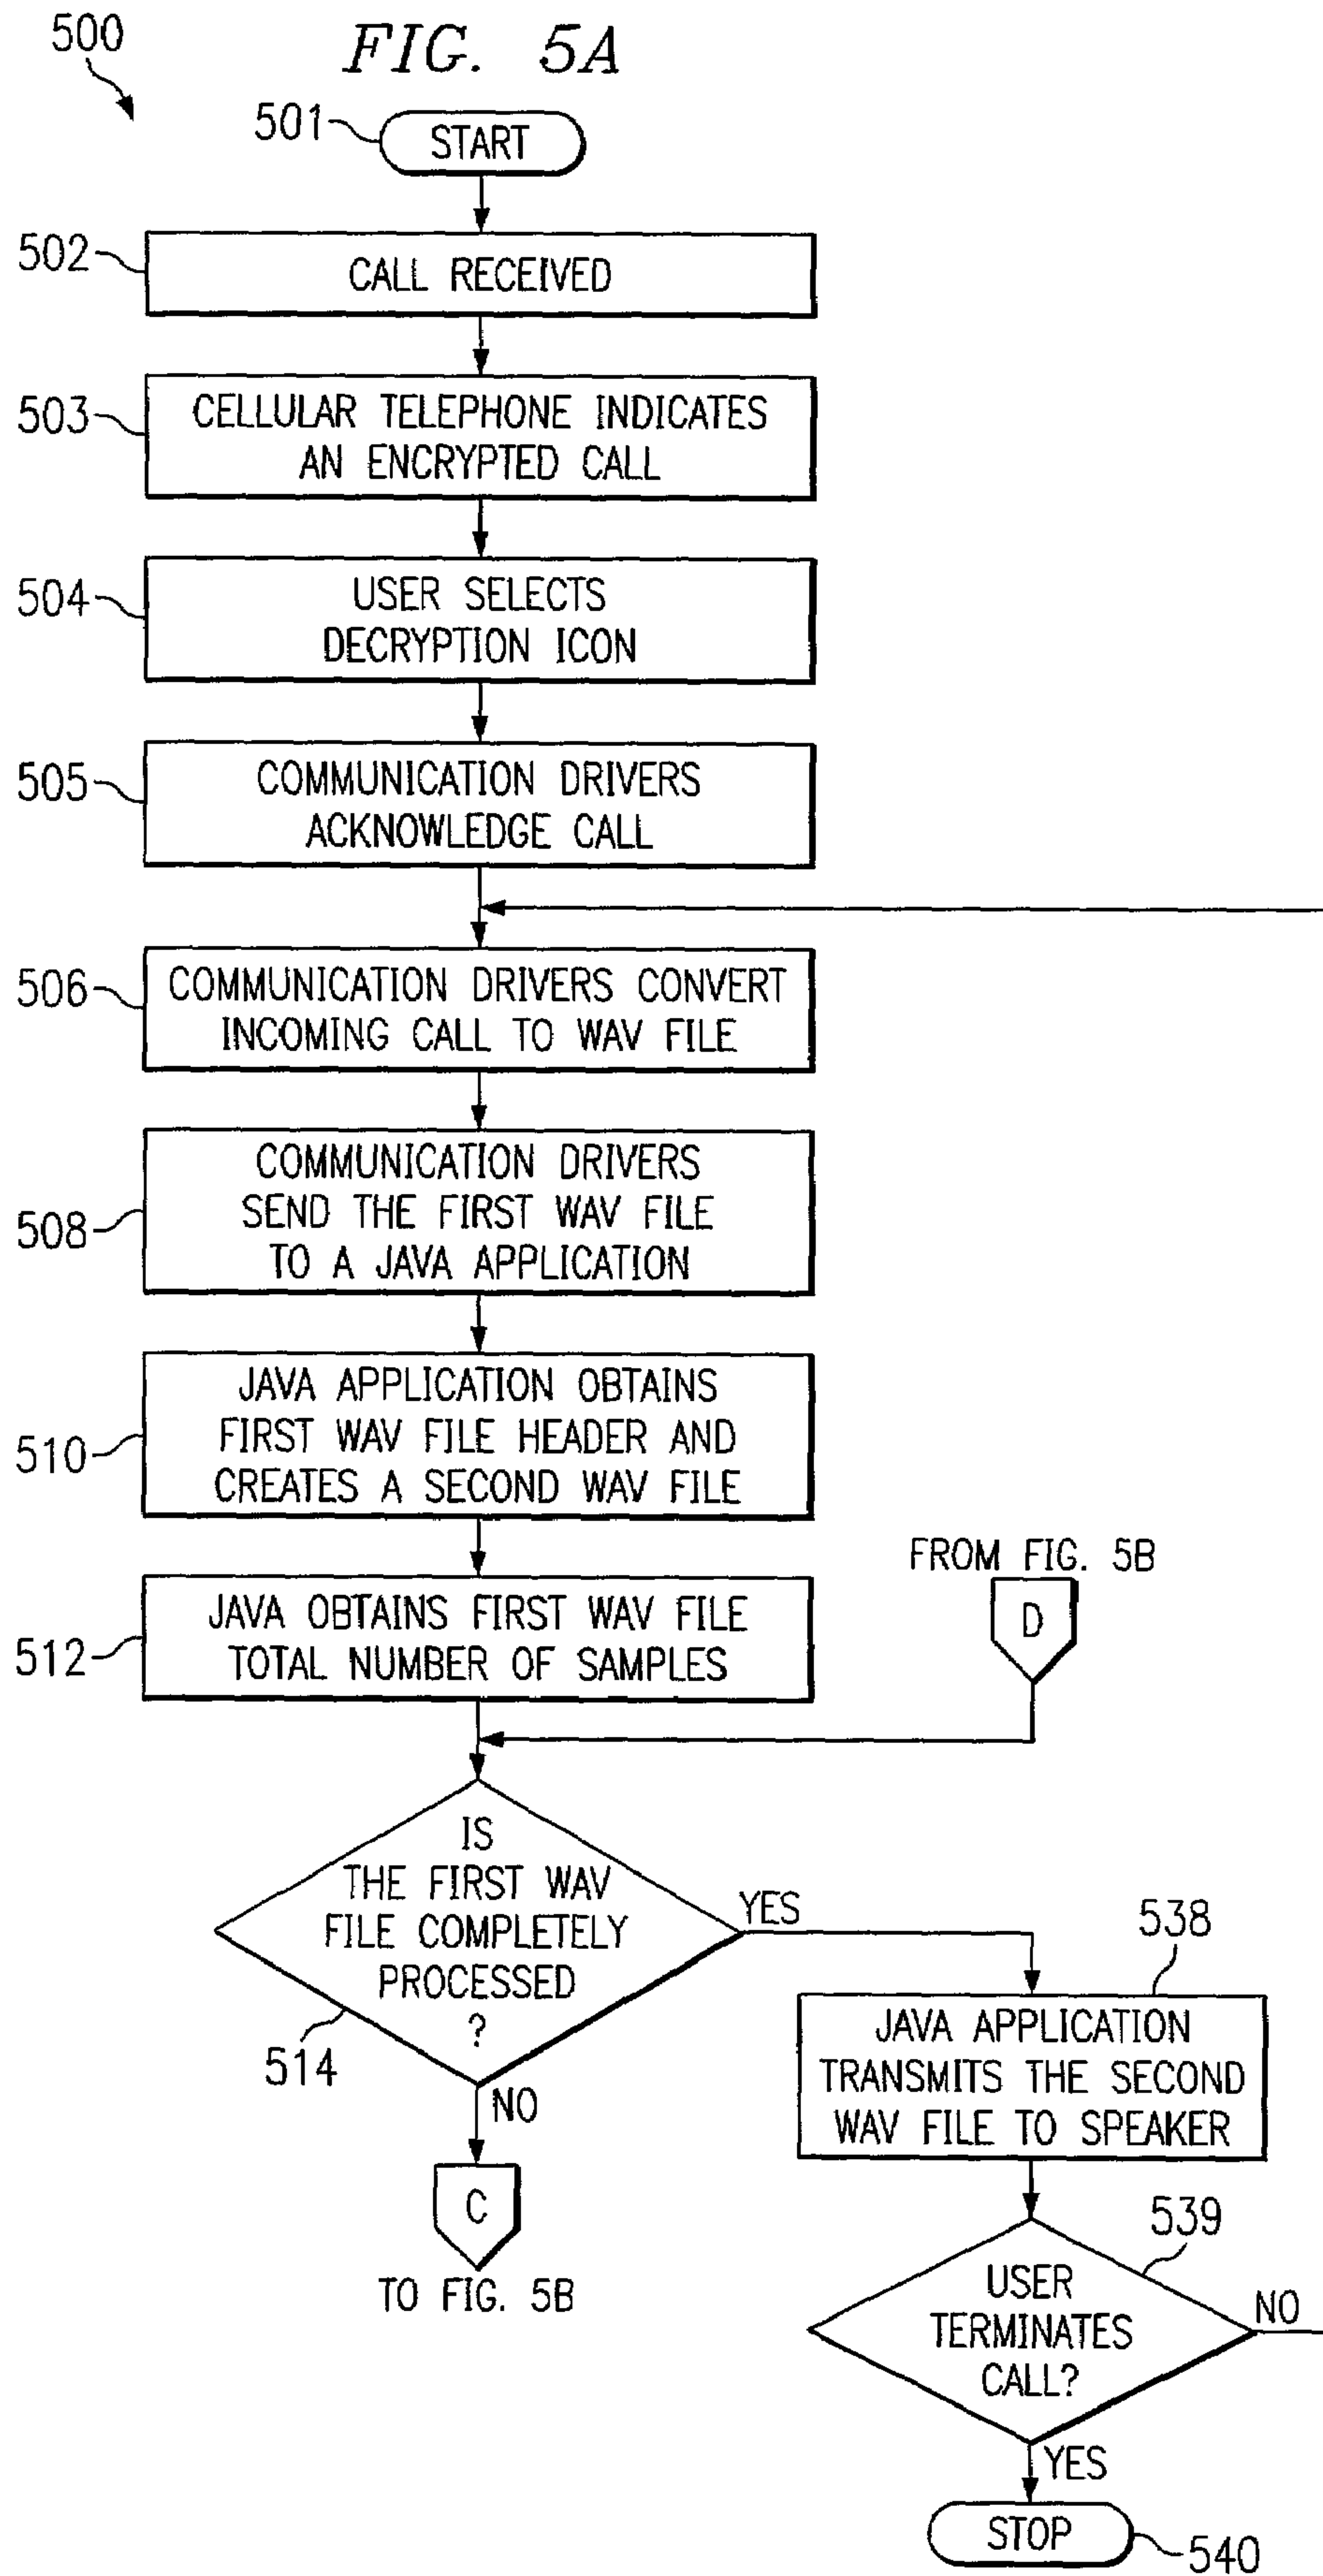 500
FIG. 5A
501
START
502
CALL RECEIVED
503
CELLULAR TELEPHONE INDICATES
AN ENCRYPTED CALL
504
USER SELECTS
DECRYPTION ICON
505
COMMUNICATION DRIVERS
ACKNOWLEDGE CALL
506
COMMUNICATION DRIVERS CONVERT
INCOMING CALL TO WAV FILE
508
COMMUNICATION DRIVERS
SEND THE FIRST WAV FILE
TO A JAVA APPLICATION
510
JAVA APPLICATION OBTAINS
FIRST WAV FILE HEADER AND
CREATES A SECOND WAV FILE
512
JAVA OBTAINS FIRST WAV FILE
TOTAL NUMBER OF SAMPLES
FROM FIG. 5B
D
IS
THE FIRST WAV
FILE COMPLETELY
PROCESSED
?
514
YES
NO
C
TO FIG. 5B
538
JAVA APPLICATION
TRANSMITS THE SECOND
WAV FILE TO SPEAKER
539
USER
TERMINATES
CALL?
NO
YES
STOP
540